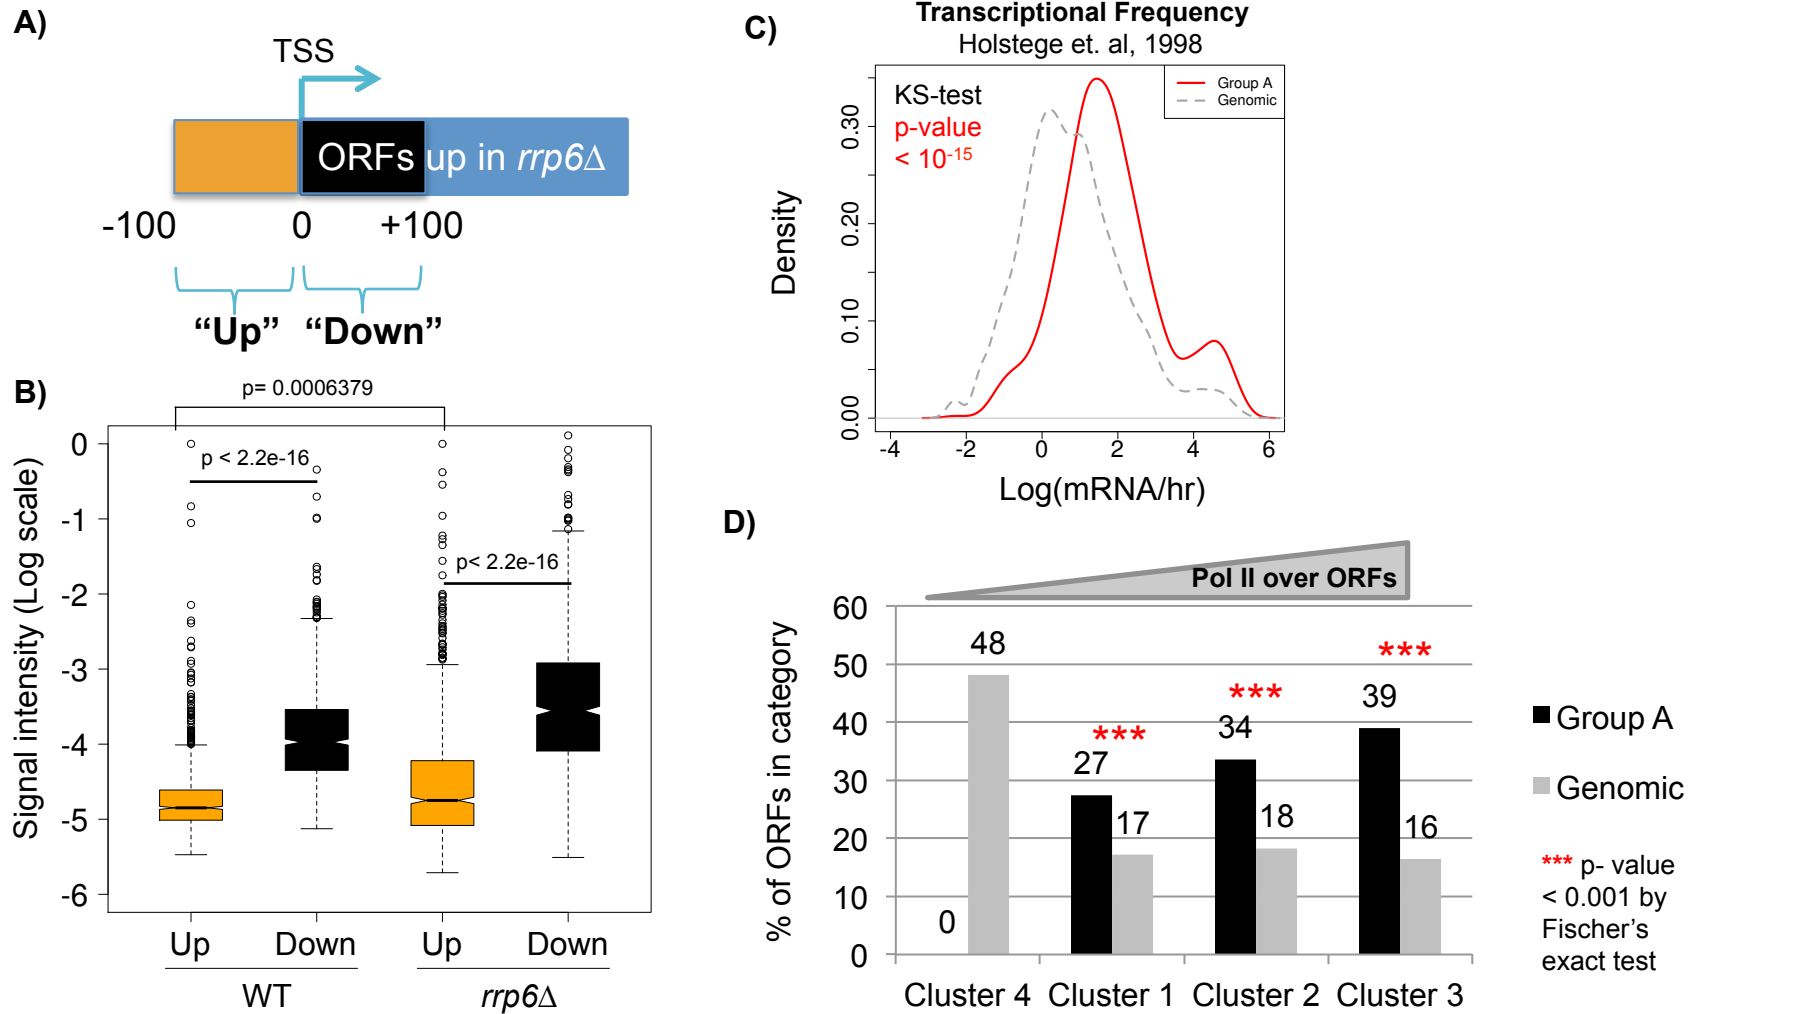 A)
TSS
ORFs up in rrp6Δ
-100 0 +100
“Up” “Down”
B)
p= 0.0006379
p < 2.2e-16
p< 2.2e-16
Signal intensity (Log scale)
0
-1
-2
-3
-4
-5
-6
Up Down Up Down
WT rrp6Δ
C)
Transcriptional Frequency
Holstege et. al, 1998
KS-test
p-value
< 10-15
Group A
Genomic
Density
0.30
0.20
0.10
0.00
-4 -2 0 2 4 6
Log(mRNA/hr)
D)
Pol II over ORFs
% of ORFs in category
60
50
40
30
20
10
0
0 48
*** 27 17
*** 34 18
*** 39 16
Cluster 4 Cluster 1 Cluster 2 Cluster 3
Group A
Genomic
*** p- value
< 0.001 by
Fischer’s
exact test